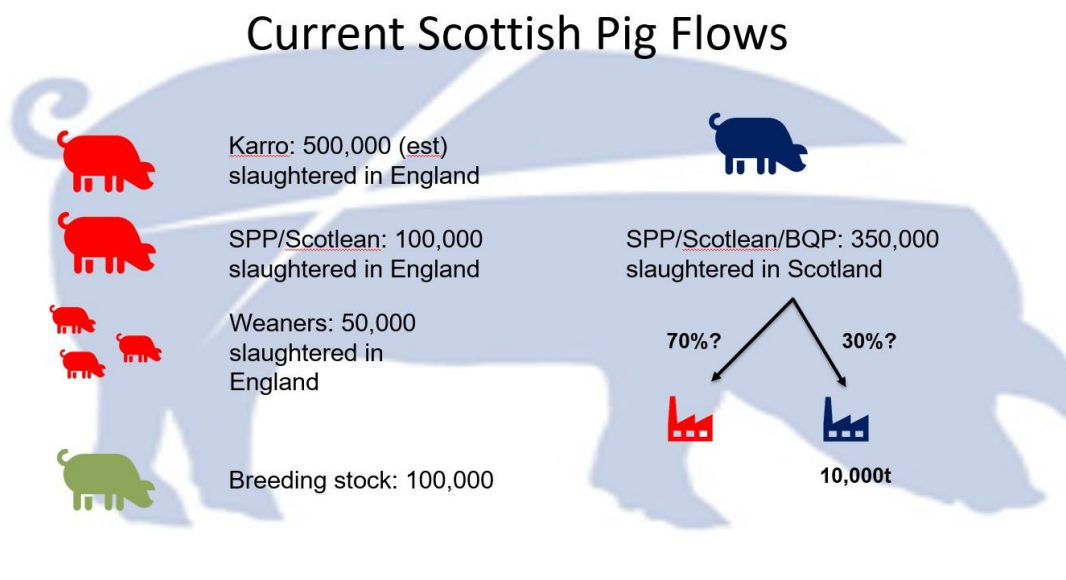 Current Scottish Pig Flows
Karro: 500,000 (est)
slaughtered in England
SPP/Scotlean: 100,000
slaughtered in England
Weaners: 50,000
slaughtered in
England
Breeding stock: 100,000
SPP/Scotlean/BQP: 350,000
slaughtered in Scotland
70%?
30%?
10,000t